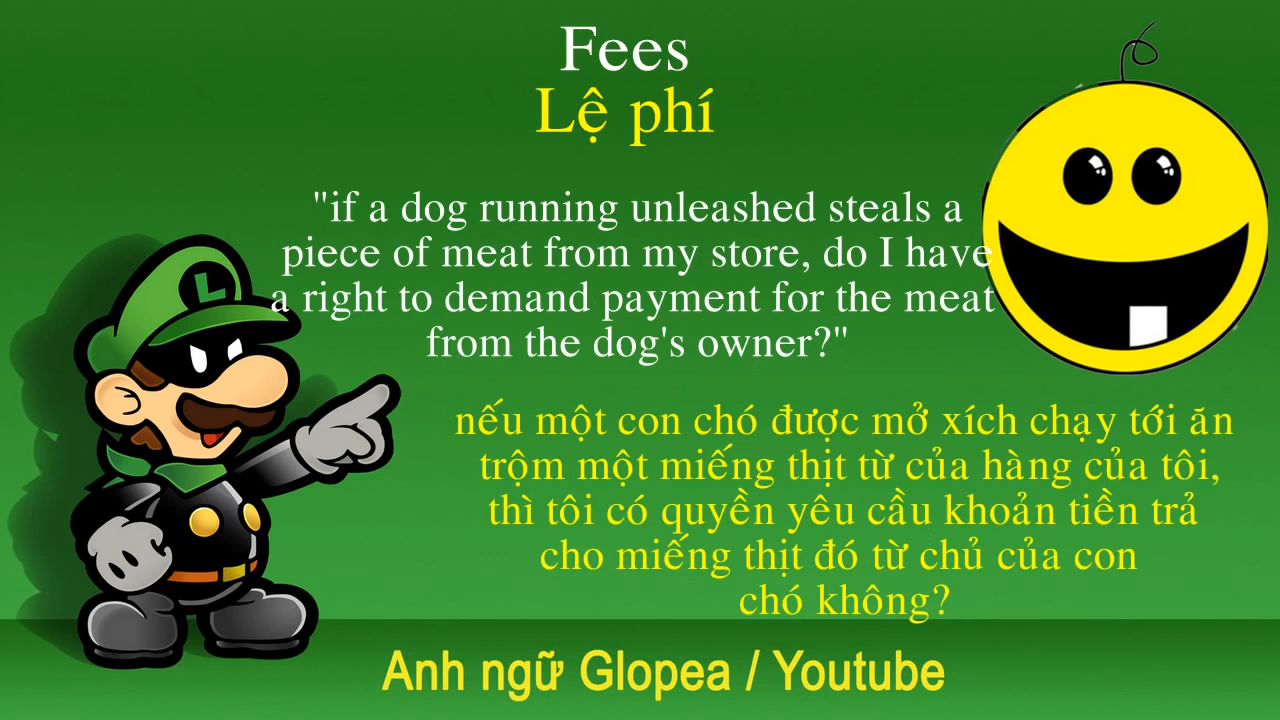 Fees
Lệ phí
"if a dog running unleashed steals a
piece of meat from my store, do I have
a right to demand payment for the meat
from the dog's owner?"
nếu một con chó được mở xích chạy tới ăn
trộm một miếng thịt từ của hàng của tôi,
thì tôi có quyền yêu cầu khoản tiền trả
cho miếng thịt đó từ chủ của con
chó không?
L
Anh ngữ Glopea / Youtube